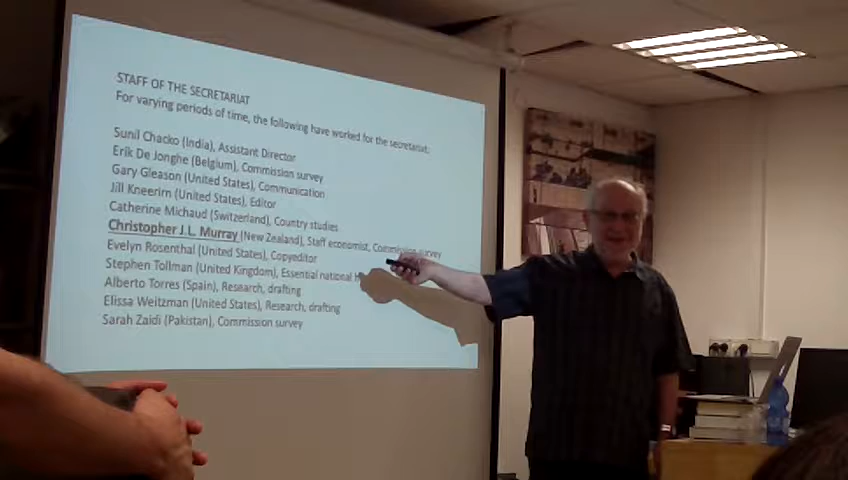 STAFF OF THE SECRETARIAT
For varying periods of time, the following have worked for the secretariat:
Sunil Chacko (India), Assistant Director
Erik De Jonghe (Belgium), Commission survey
Gary Gleason (United States), Communication
Jill Kneerim (United States), Editor
Catherine Michaud (Switzerland), Country studies
Christopher J.L. Murray (New Zealand), Staff economist, Commission survey
Evelyn Rosenthal (United States), Copyeditor
Stephen Tollman (United Kingdom), Essential national
Alberto Torres (Spain), Research, drafting
Elissa Weitzman (United States), Research, drafting
Sarah Zaidi (Pakistan), Commission survey